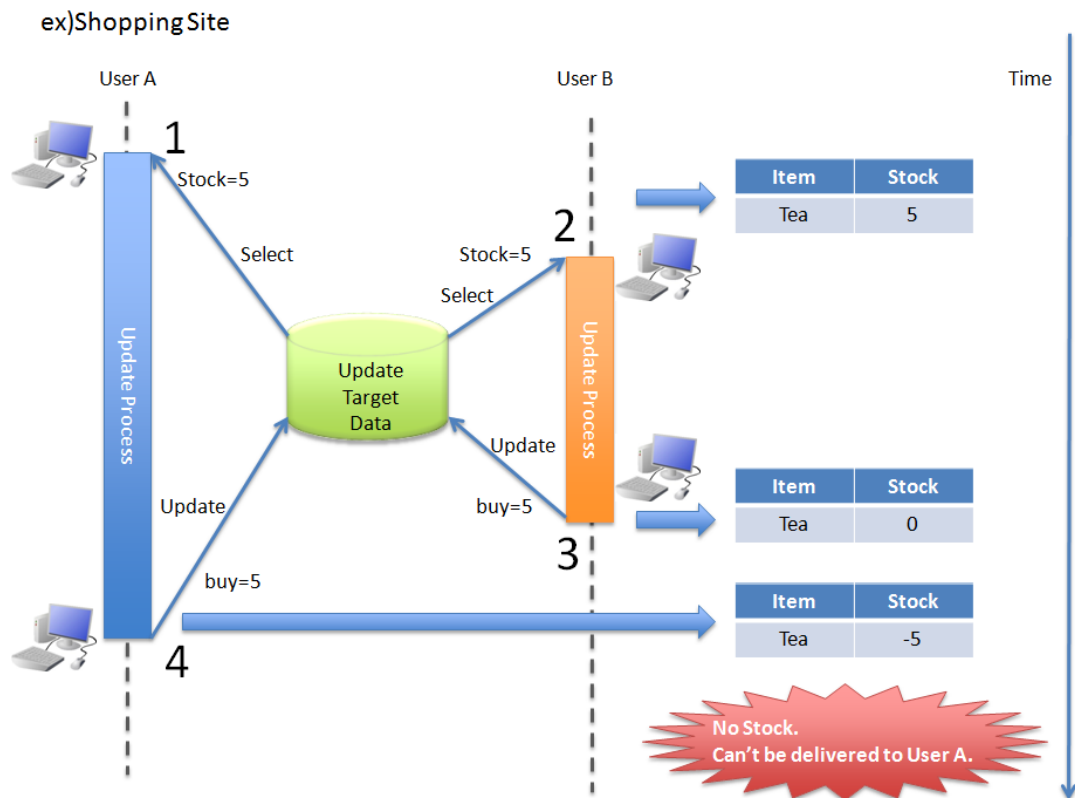 ex)Shopping Site
User A
User B
Time
1
Stock=5
Select
2
Stock=5
Select
Item Stock
Tea 5
Update Process
Update
Target
Data
Update Process
Update
buy=5
3
Item Stock
Tea 0
Update
buy=5
4
Item Stock
Tea -5
No Stock.
Can't be delivered to User A.